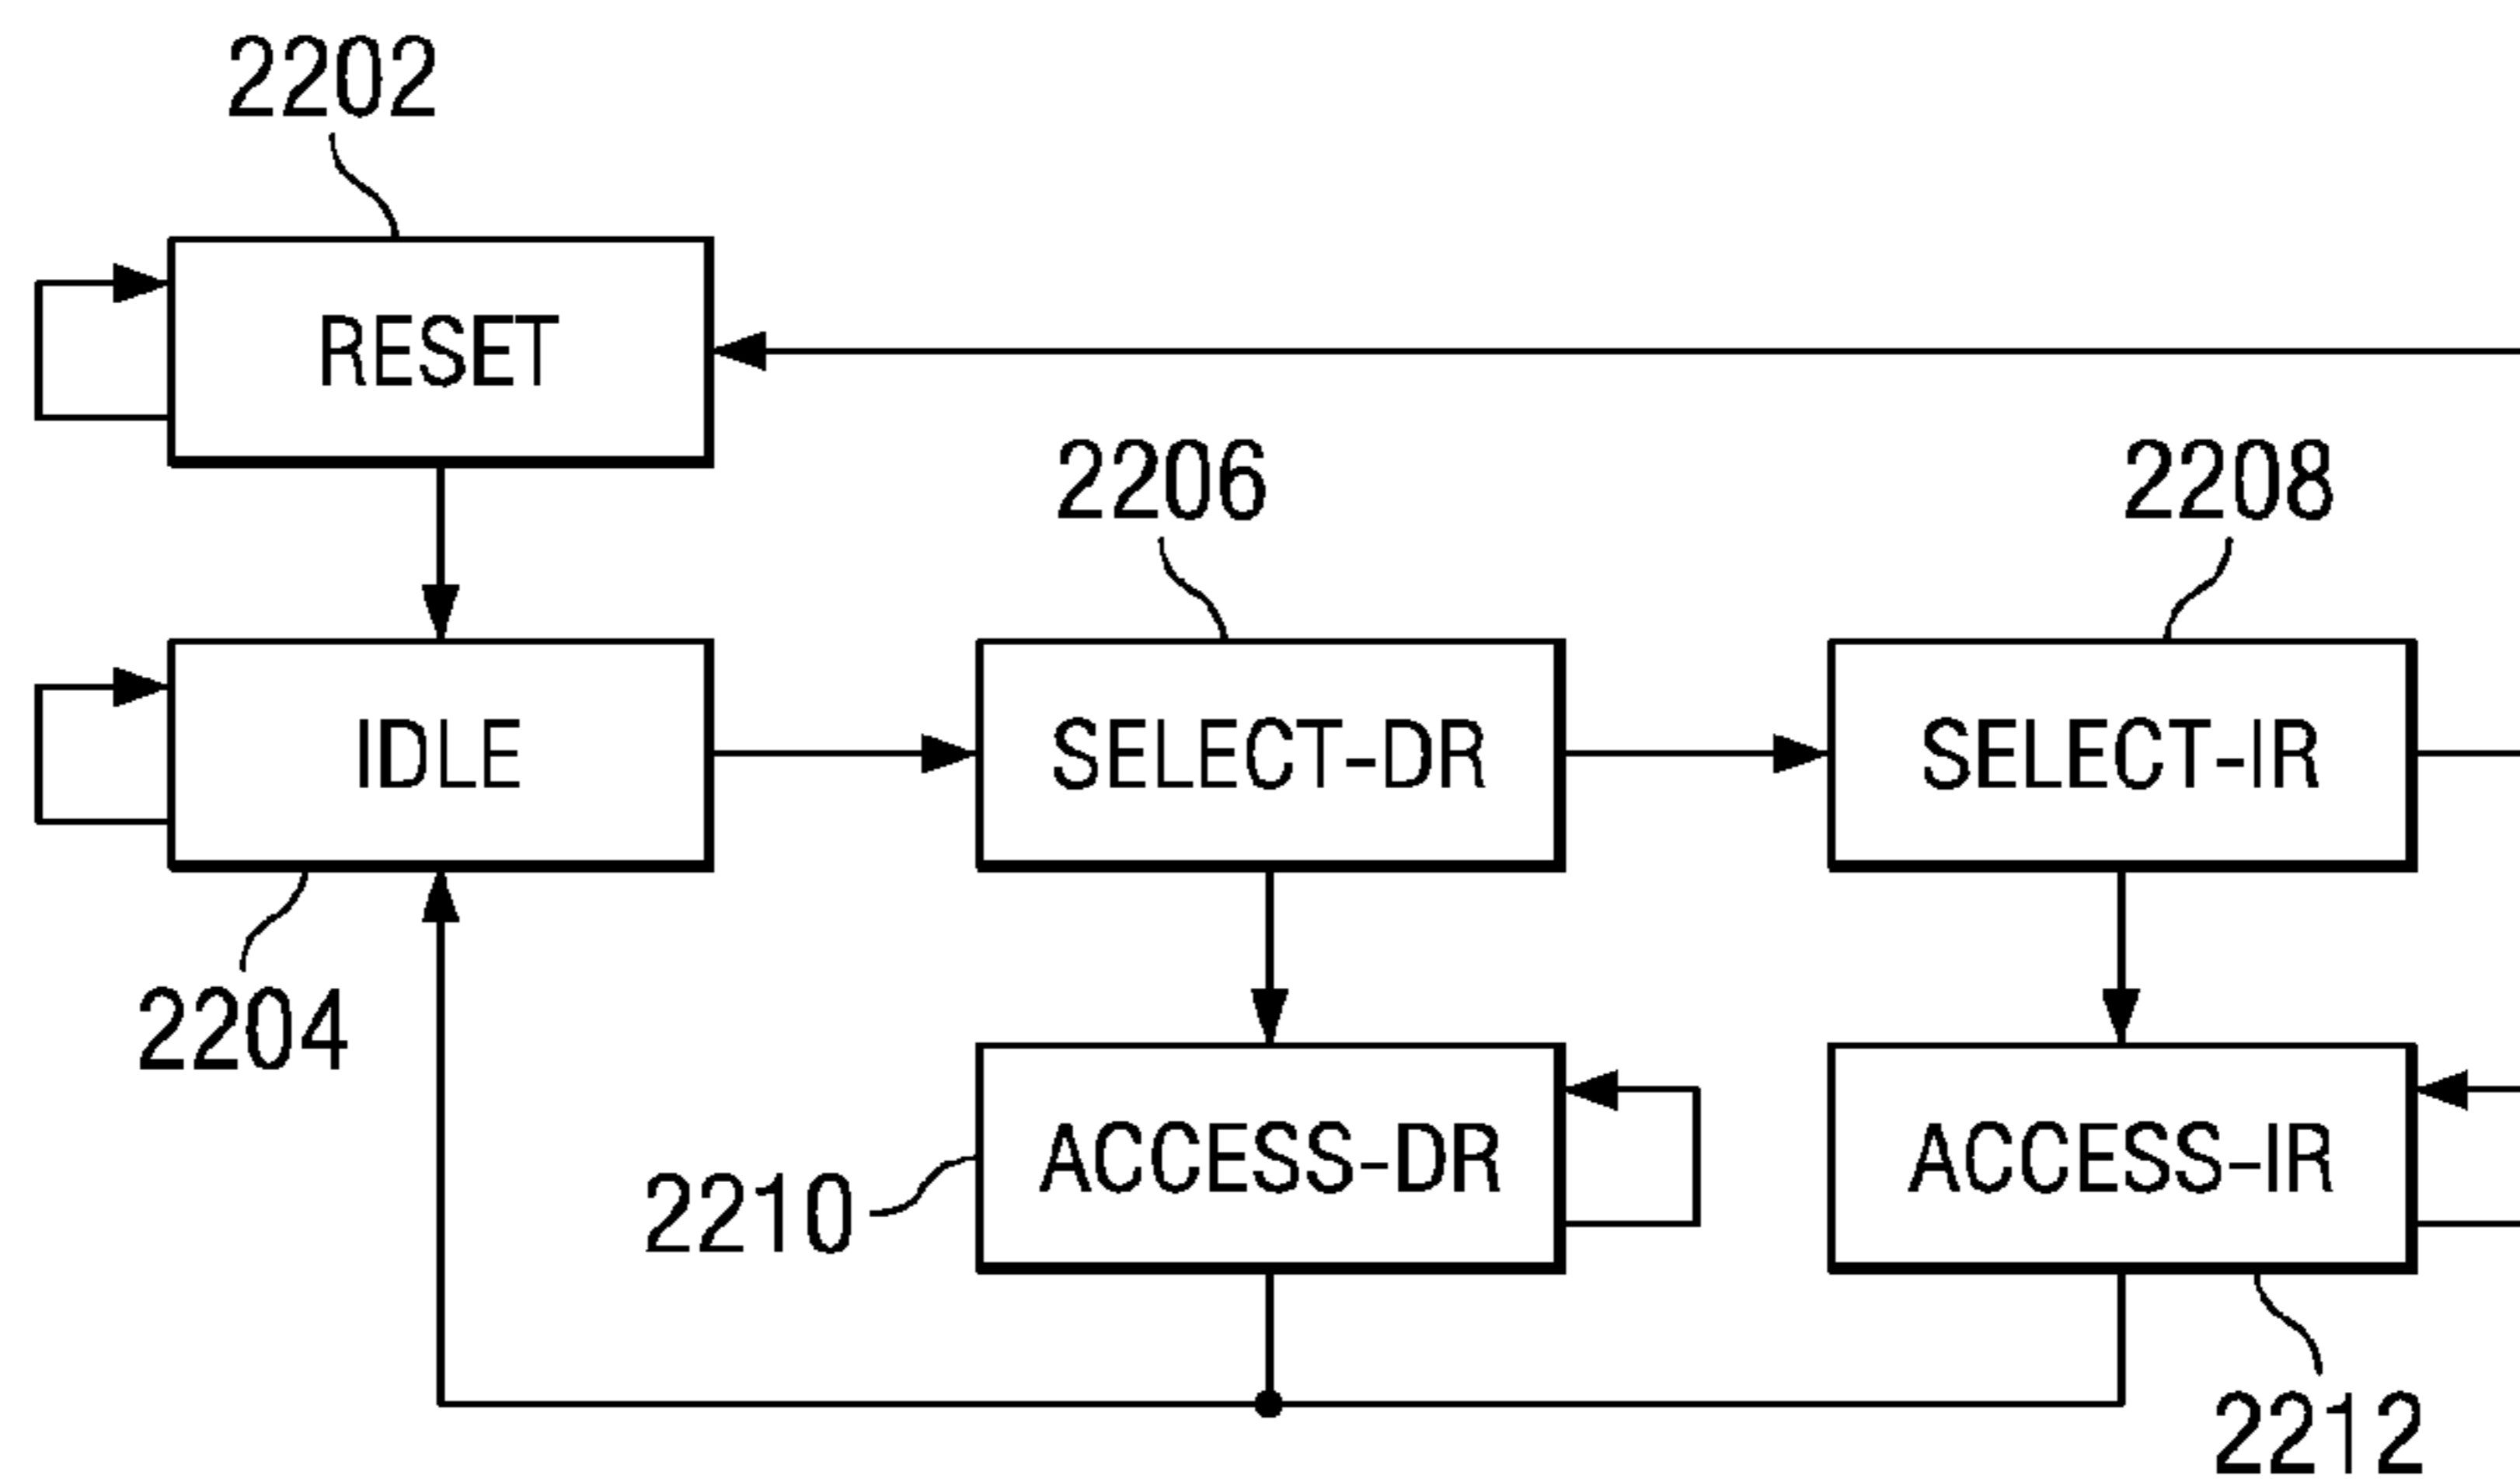 2202
RESET
2206
2208
IDLE
SELECT-DR
SELECT-IR
2204
ACCESS-DR
ACCESS-IR
2210
2212